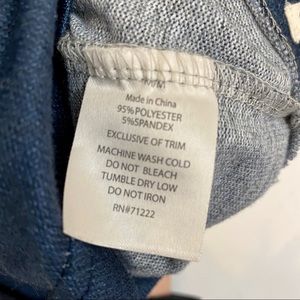 M/M
Made in China
95%POLYESTER
5%SPANDEX
EXCLUSIVE OF TRIM
MACHINE WASH COLD
DO NOT BLEACH
TUMBLE DRY LOW
DO NOT IRON
RN#71222